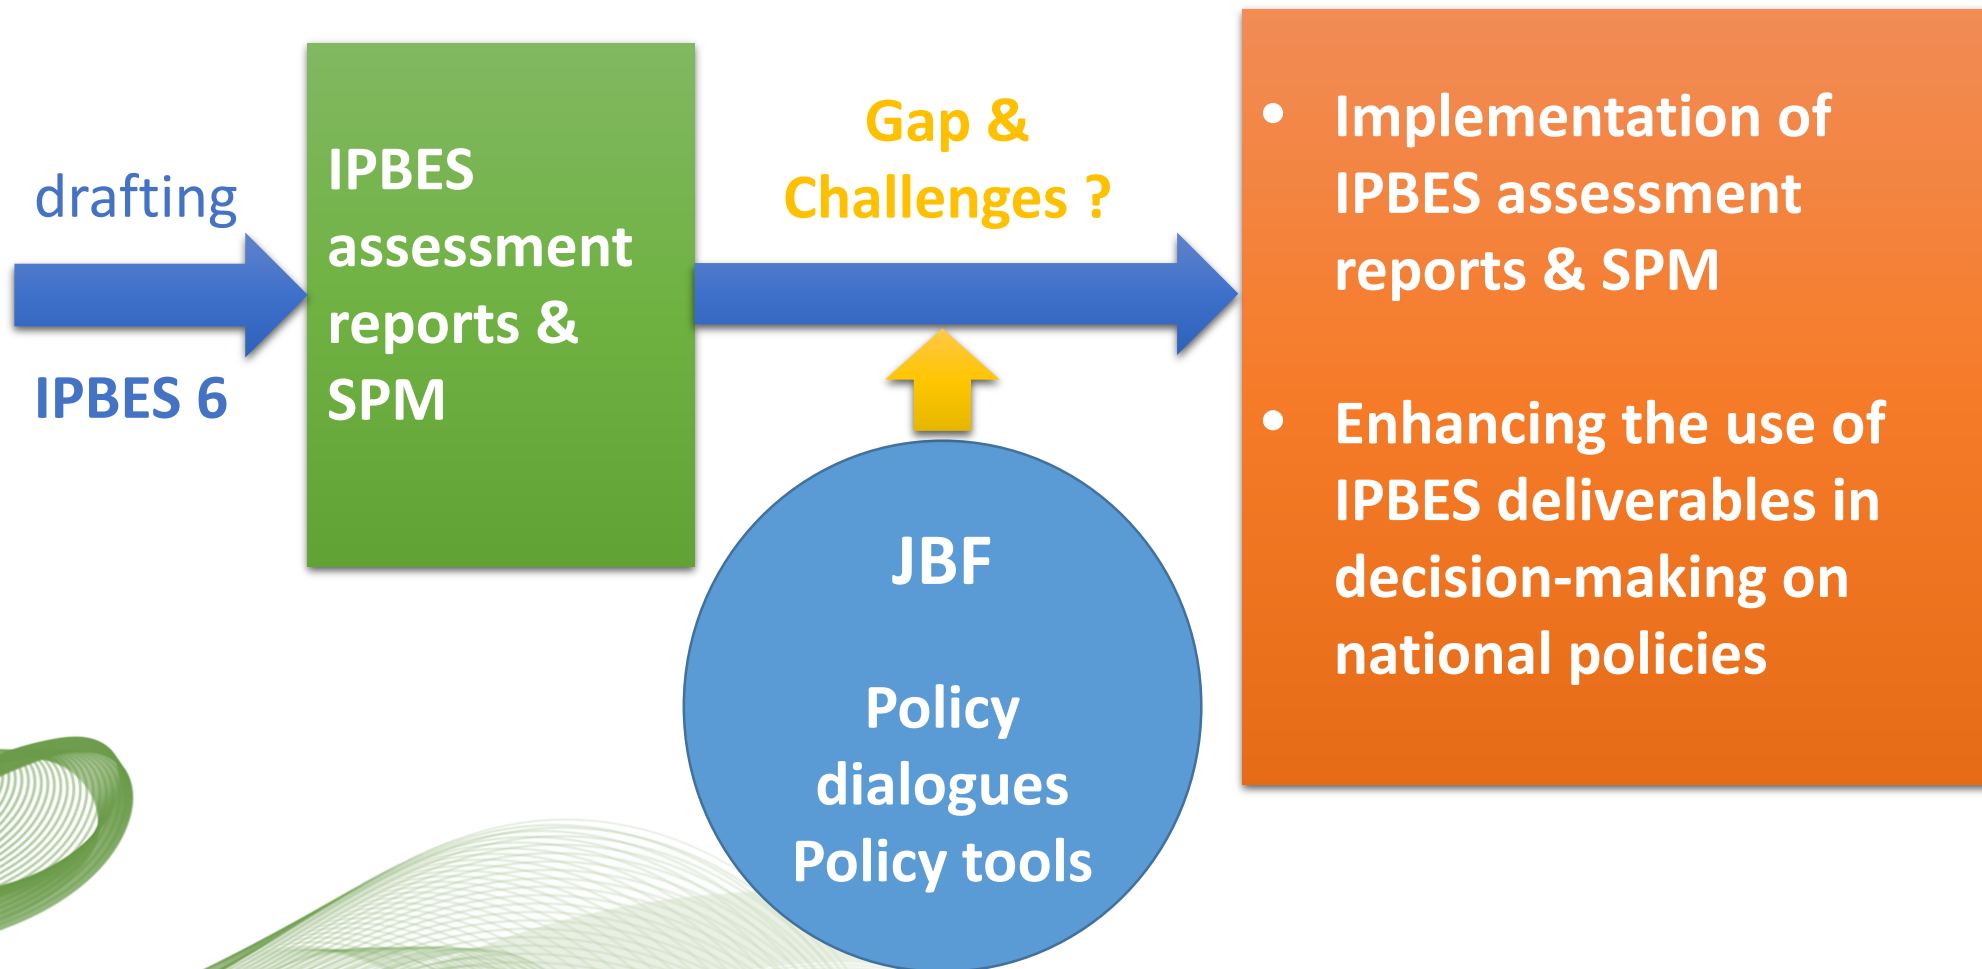 drafting
IPBES 6
IPBES
assessment
reports &
SPM
Gap &
Challenges ?
JBF
Policy
dialogues
Policy tools
• Implementation of
IPBES assessment
reports & SPM
• Enhancing the use of
IPBES deliverables in
decision-making on
national policies